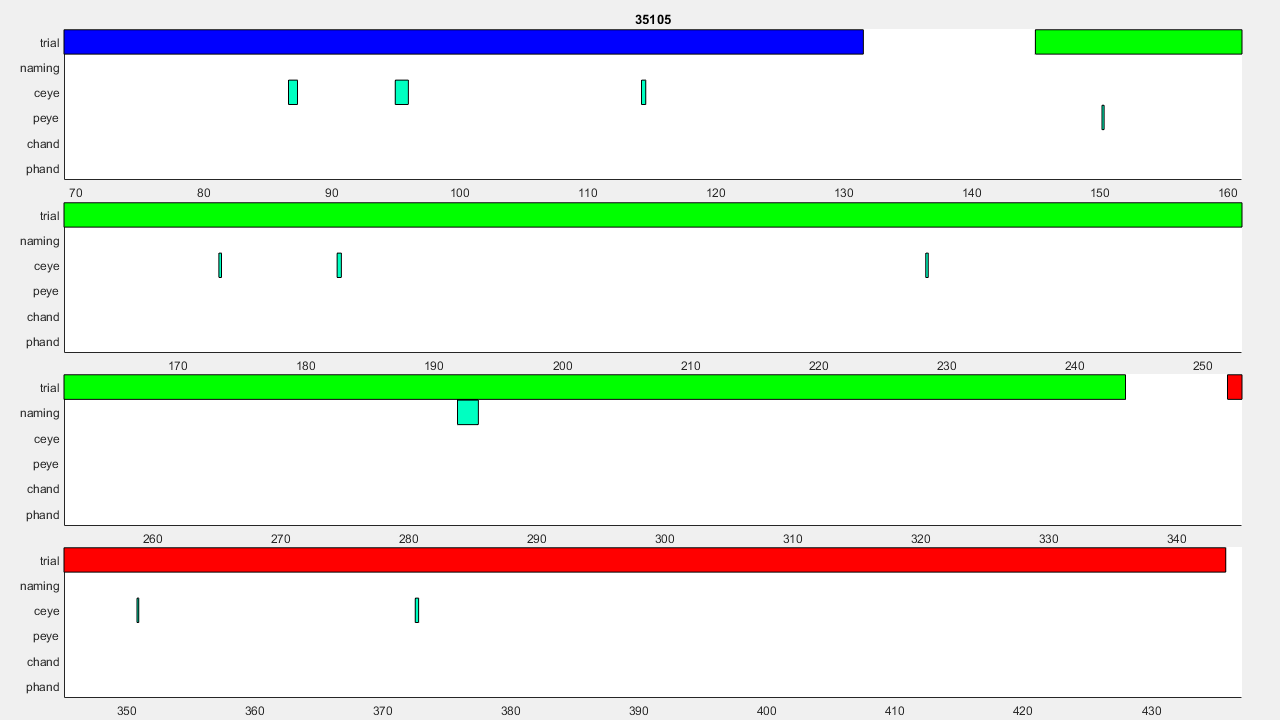 35105
trial
naming
ceye
peye
chand
phand
70 80 90 100 110 120 130 140 150 160
trial
naming
ceye
peye
chand
phand
170 180 190 200 210 220 230 240 250
trial
naming
ceye
peye
chand
phand
260 270 280 290 300 310 320 330 340
trial
naming
ceye
peye
chand
phand
350 360 370 380 390 400 410 420 430